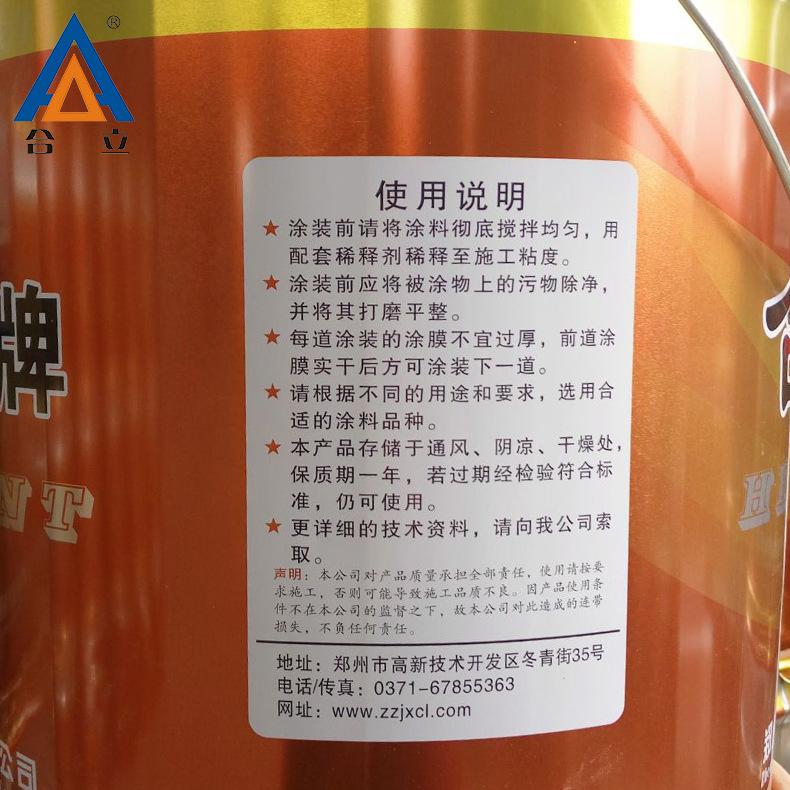 ®
合立
使用说明
★ 涂装前请将涂料彻底搅拌均匀，用
配套稀释剂稀释至施工粘度。
★ 涂装前应将被涂物上的污物除净，
并将其打磨平整。
★ 每道涂装的涂膜不宜过厚，前道涂
膜实干后方可涂装下一道。
★ 请根据不同的用途和要求，选用合
适的涂料品种。
★ 本产品存储于通风、阴凉、干燥处，
保质期一年，若过期经检验符合标
准，仍可使用。
★ 更详细的技术资料，请向我公司索
取。
声明：本公司对产品质量承担全部责任，使用请按要
求施工，否则可能导致施工品质不良。因产品使用条
件不在本公司的监督之下，故本公司对此造成的连带
损失，不负任何责任。
地址：郑州市高新技术开发区冬青街35号
电话/传真：0371-67855363
网址：www.zzjxcl.com
牌
NT
公司
H